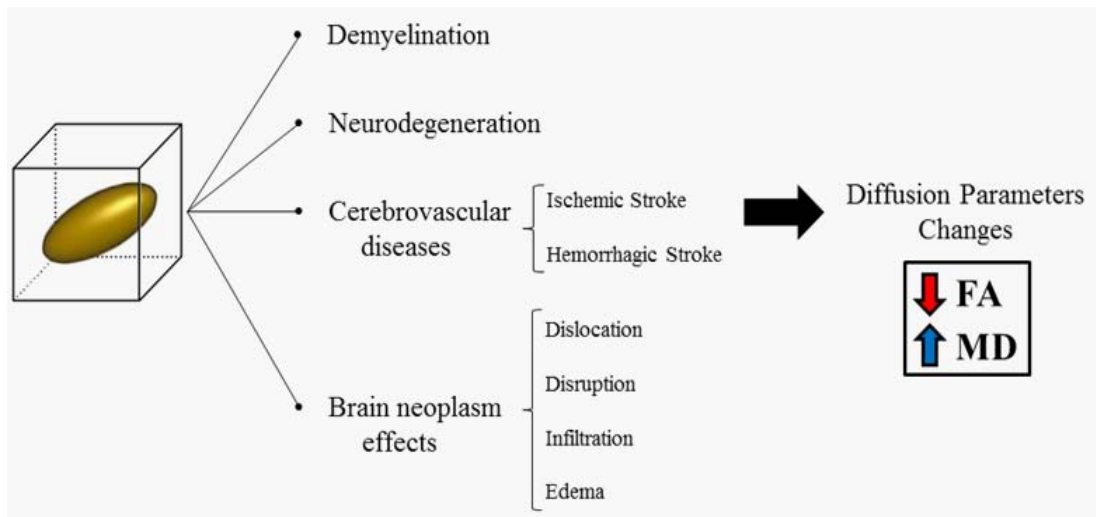 Demyelination
Neurodegeneration
Cerebrovascular
diseases
Ischemic Stroke
Hemorrhagic Stroke
Brain neoplasm
effects
Dislocation
Disruption
Infiltration
Edema
Diffusion Parameters
Changes
FA
MD